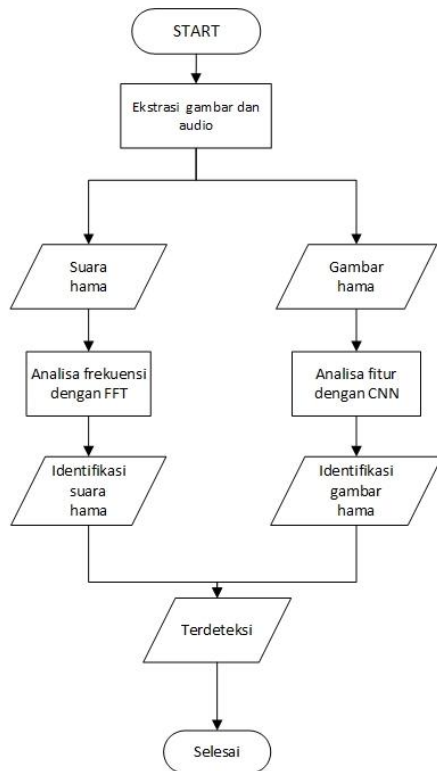 START
Ekstrasi gambar dan
audio
Suara
hama
Gambar
hama
Analisa frekuensi
dengan FFT
Analisa fitur
dengan CNN
Identifikasi
suara
hama
Identifikasi
gambar
hama
Terdeteksi
Selesai